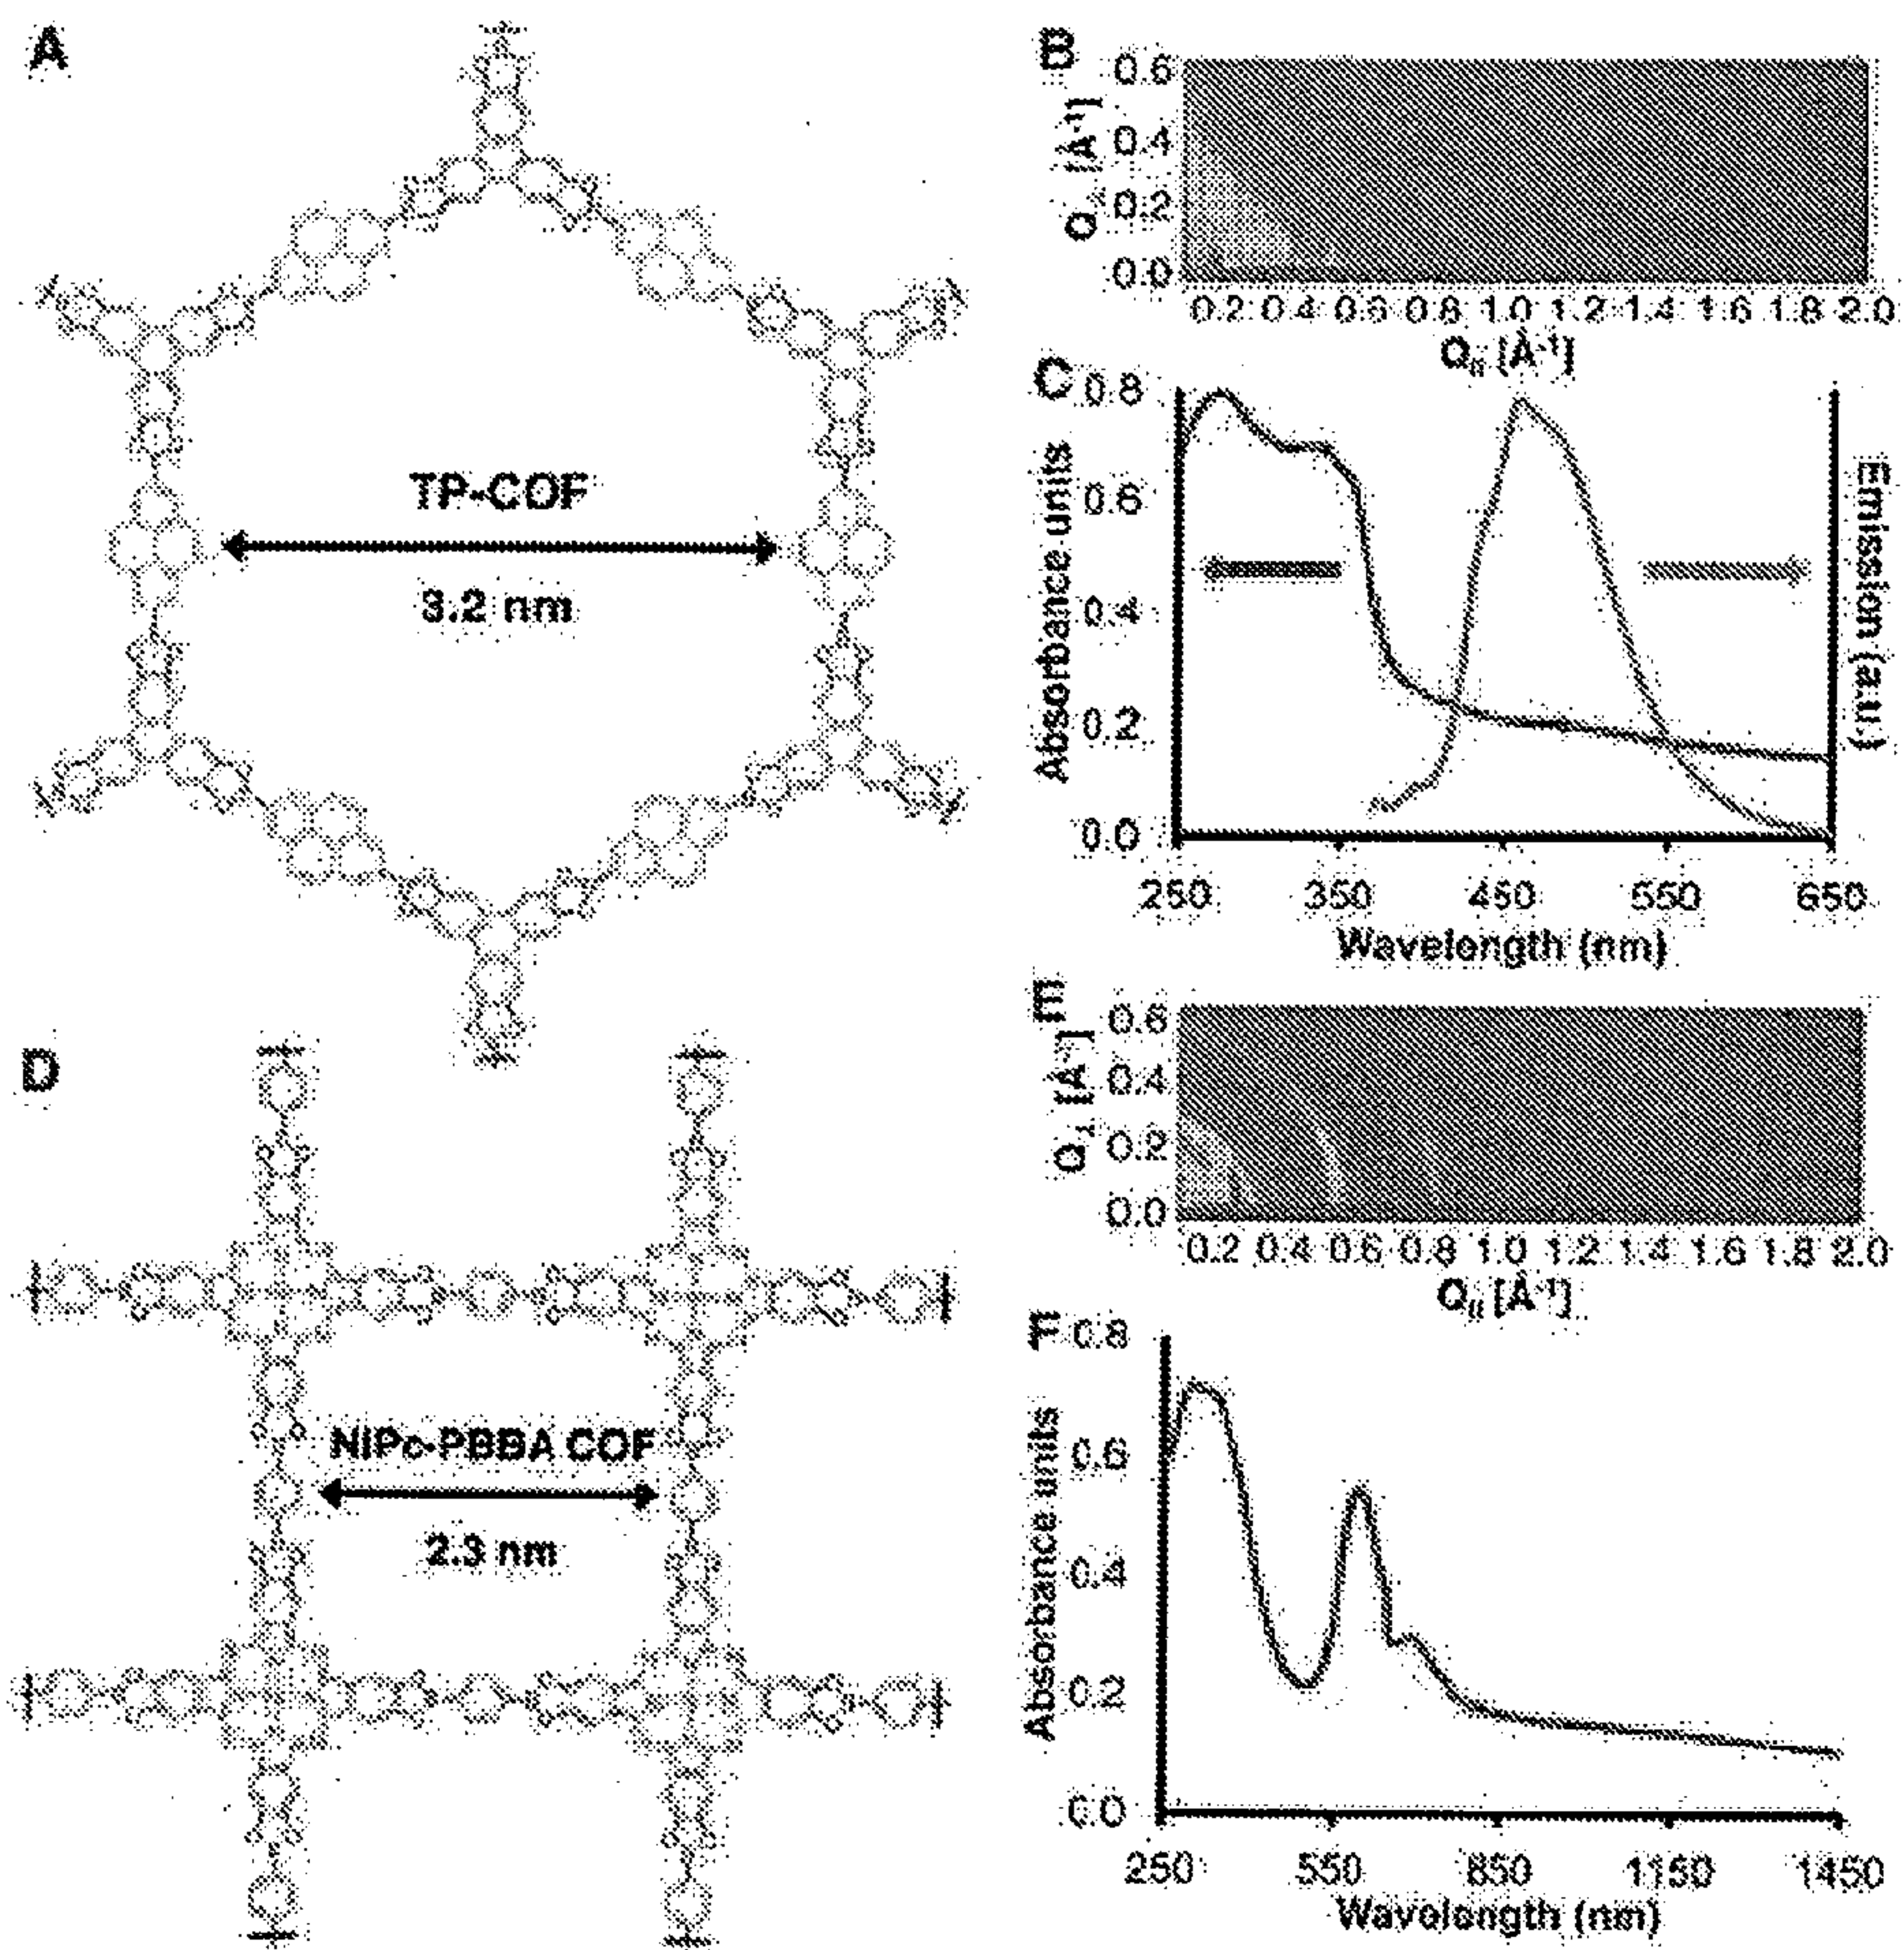 A
TP-COF
3.2 nm
B
0.6
0.4
0.2
0.0
Q⊥ [Å-1]
0.2 0.4 0.6 0.8 1.0 1.2 1.4 1.6 1.8 2.0
Q|| [Å-1]
C
0.8
0.6
0.4
0.2
0.0
Absorbance units
Emission (a.u.)
250 350 450 550 650
Wavelength (nm)
D
NiPc-PBBA COF
2.3 nm
E
0.6
0.4
0.2
0.0
Q⊥ [Å-1]
0.2 0.4 0.6 0.8 1.0 1.2 1.4 1.6 1.8 2.0
Q|| [Å-1]
F
0.8
0.6
0.4
0.2
0.0
Absorbance units
250 550 850 1150 1450
Wavelength (nm)